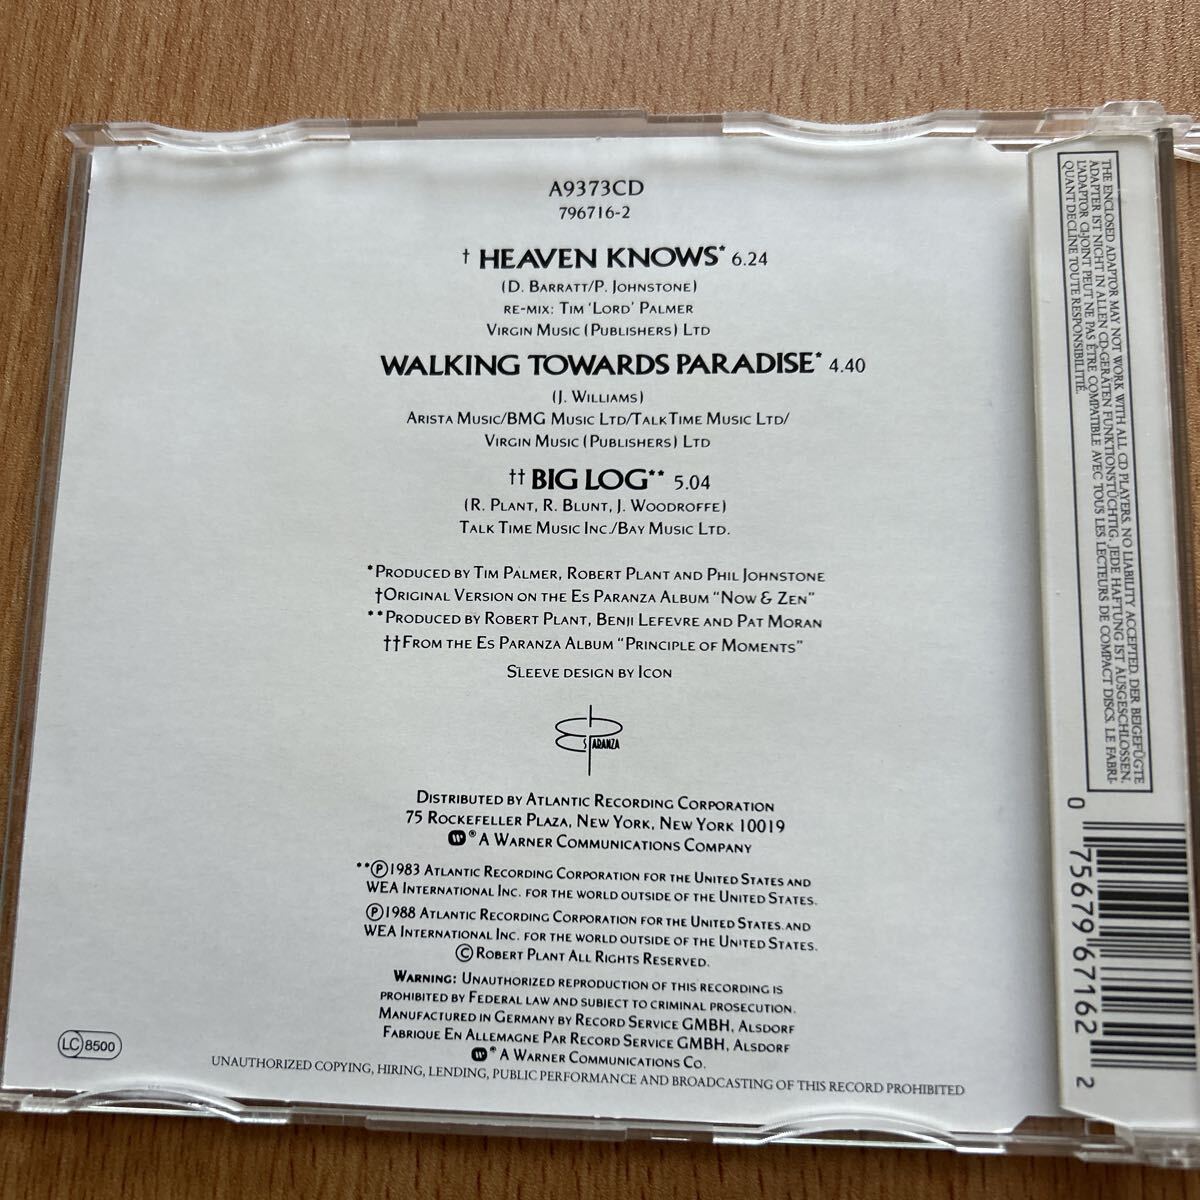 A9373CD
796716-2
† HEAVEN KNOWS* 6.24
(D. BARRATT/P. JOHNSTONE)
RE-MIX: TIM 'LORD' PALMER
VIRGIN MUSIC (PUBLISHERS) LTD
WALKING TOWARDS PARADISE* 4.40
(J. WILLIAMS)
ARISTA MUSIC/BMG MUSIC LTD/TALK TIME MUSIC LTD/
VIRGIN MUSIC (PUBLISHERS) LTD
†† BIG LOG** 5.04
(R. PLANT, R. BLUNT, J. WOODROFFE)
TALK TIME MUSIC INC./BAY MUSIC LTD.
*PRODUCED BY TIM PALMER, ROBERT PLANT AND PHIL JOHNSTONE
†ORIGINAL VERSION ON THE ES PARANZA ALBUM "NOW & ZEN"
**PRODUCED BY ROBERT PLANT, BENJI LEFEVRE AND PAT MORAN
††FROM THE ES PARANZA ALBUM "PRINCIPLE OF MOMENTS"
SLEEVE DESIGN BY ICON
ES PARANZA
DISTRIBUTED BY ATLANTIC RECORDING CORPORATION
75 ROCKEFELLER PLAZA, NEW YORK, NEW YORK 10019
® A WARNER COMMUNICATIONS COMPANY
**Ⓟ1983 ATLANTIC RECORDING CORPORATION FOR THE UNITED STATES AND
WEA INTERNATIONAL INC. FOR THE WORLD OUTSIDE OF THE UNITED STATES.
Ⓟ1988 ATLANTIC RECORDING CORPORATION FOR THE UNITED STATES AND
WEA INTERNATIONAL INC. FOR THE WORLD OUTSIDE OF THE UNITED STATES.
© ROBERT PLANT ALL RIGHTS RESERVED.
WARNING: UNAUTHORIZED REPRODUCTION OF THIS RECORDING IS
PROHIBITED BY FEDERAL LAW AND SUBJECT TO CRIMINAL PROSECUTION.
MANUFACTURED IN GERMANY BY RECORD SERVICE GMBH, ALSDORF
FABRIQUE EN ALLEMAGNE PAR RECORD SERVICE GMBH, ALSDORF
® A WARNER COMMUNICATIONS CO.
LC 8500
UNAUTHORIZED COPYING, HIRING, LENDING, PUBLIC PERFORMANCE AND BROADCASTING OF THIS RECORD PROHIBITED
THE ENCLOSED ADAPTOR MAY NOT WORK WITH ALL CD PLAYERS. NO LIABILITY ACCEPTED. DER BEIGEFÜGTE
ADAPTER IST NICHT IN ALLEN CD-GERÄTEN FUNKTIONSTÜCHTIG. JEDE HAFTUNG IST AUSGESCHLOSSEN.
L'ADAPTOR CI-JOINT PEUT NE PAS ÊTRE COMPATIBLE AVEC TOUS LES LECTEURS DE COMPACT DISCS. LE FABRI-
QUANT DECLINE TOUTE RESPONSIBILITIÉ.
0 75679 67162 2